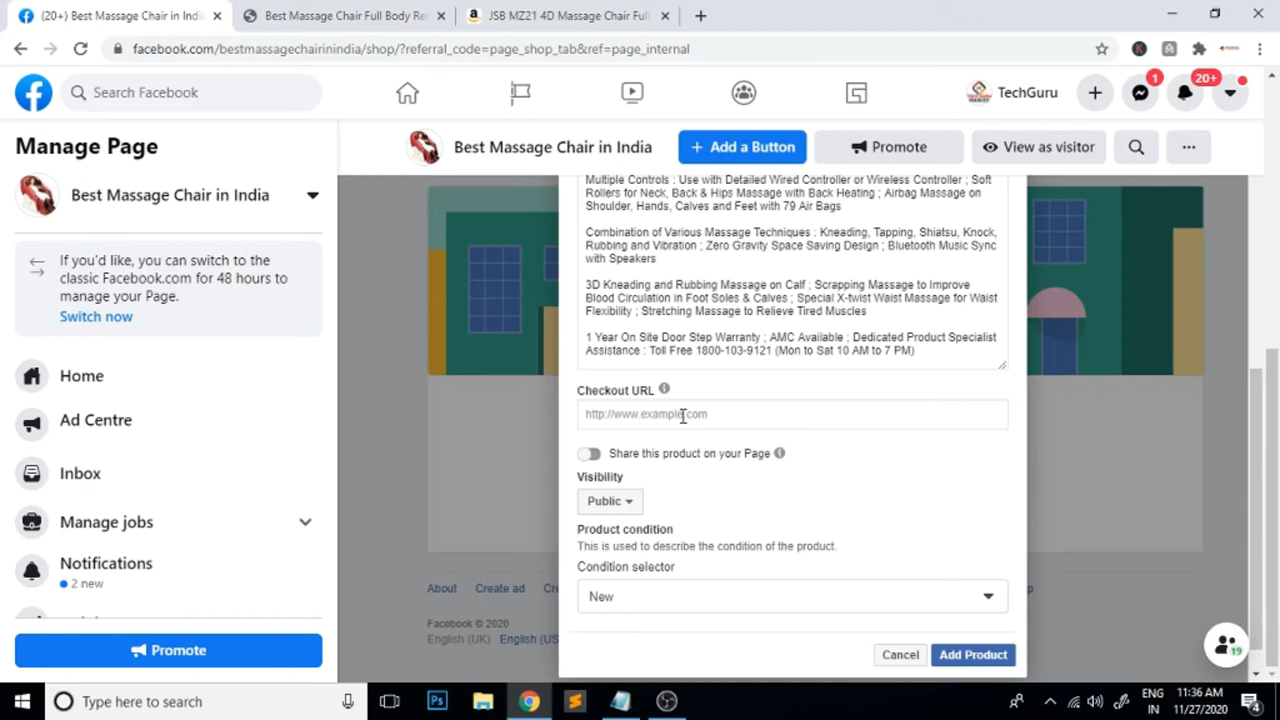 (20+) Best Massage Chair in Indi
Best Massage Chair Full Body Re
JSB MZ21 4D Massage Chair Full
facebook.com/bestmassagechairinindia/shop/?referral_code=page_shop_tab&ref=page_internal
Search Facebook
TechGuru
1
20+
Manage Page
Best Massage Chair in India
Add a Button
Promote
View as visitor
Best Massage Chair in India
If you'd like, you can switch to the
classic Facebook.com for 48 hours to
manage your Page.
Switch now
Home
Ad Centre
Inbox
Manage jobs
Notifications
2 new
Promote
Multiple Controls : Use with Detailed Wired Controller or Wireless Controller ; Soft
Rollers for Neck, Back & Hips Massage with Back Heating ; Airbag Massage on
Shoulder, Hands, Calves and Feet with 79 Air Bags
Combination of Various Massage Techniques : Kneading, Tapping, Shiatsu, Knock,
Rubbing and Vibration ; Zero Gravity Space Saving Design ; Bluetooth Music Sync
with Speakers
3D Kneading and Rubbing Massage on Calf ; Scrapping Massage to Improve
Blood Circulation in Foot Soles & Calves ; Special X-twist Waist Massage for Waist
Flexibility ; Stretching Massage to Relieve Tired Muscles
1 Year On Site Door Step Warranty ; AMC Available ; Dedicated Product Specialist
Assistance : Toll Free 1800-103-9121 (Mon to Sat 10 AM to 7 PM)
Checkout URL
http://www.example.com
Share this product on your Page
Visibility
Public
Product condition
This is used to describe the condition of the product.
Condition selector
New
Cancel
Add Product
About
Create ad
Facebook © 2020
English (UK)
English (US
19
Type here to search
Ps
ENG
IN
11:36 AM
11/27/2020
4